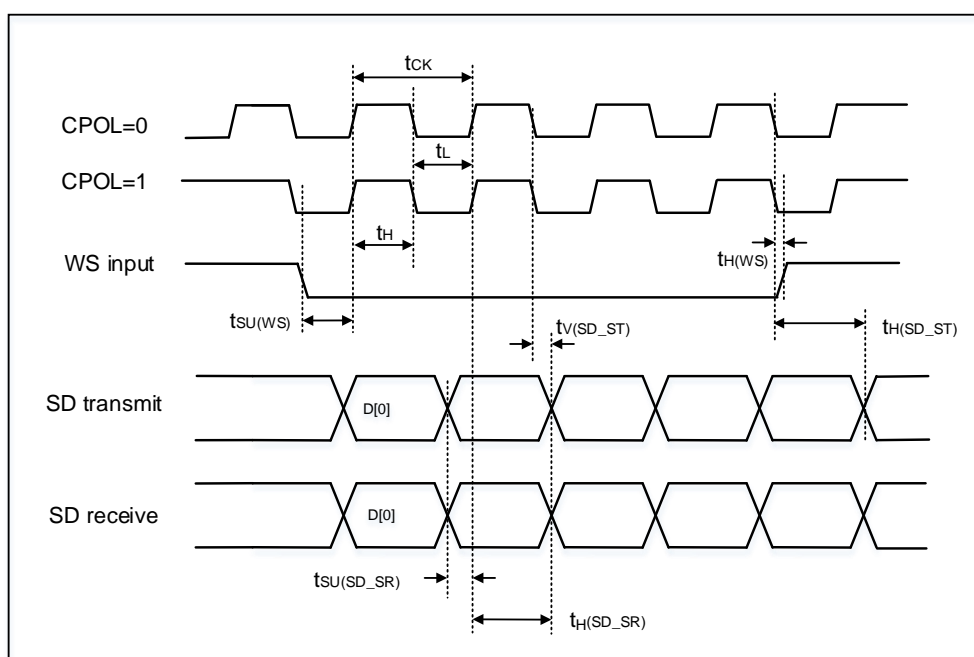 tCK
CPOL=0
tL
CPOL=1
tH
WS input
tH(WS)
tSU(WS)
tV(SD_ST)
tH(SD_ST)
SD transmit
D[0]
SD receive
D[0]
tSU(SD_SR)
tH(SD_SR)